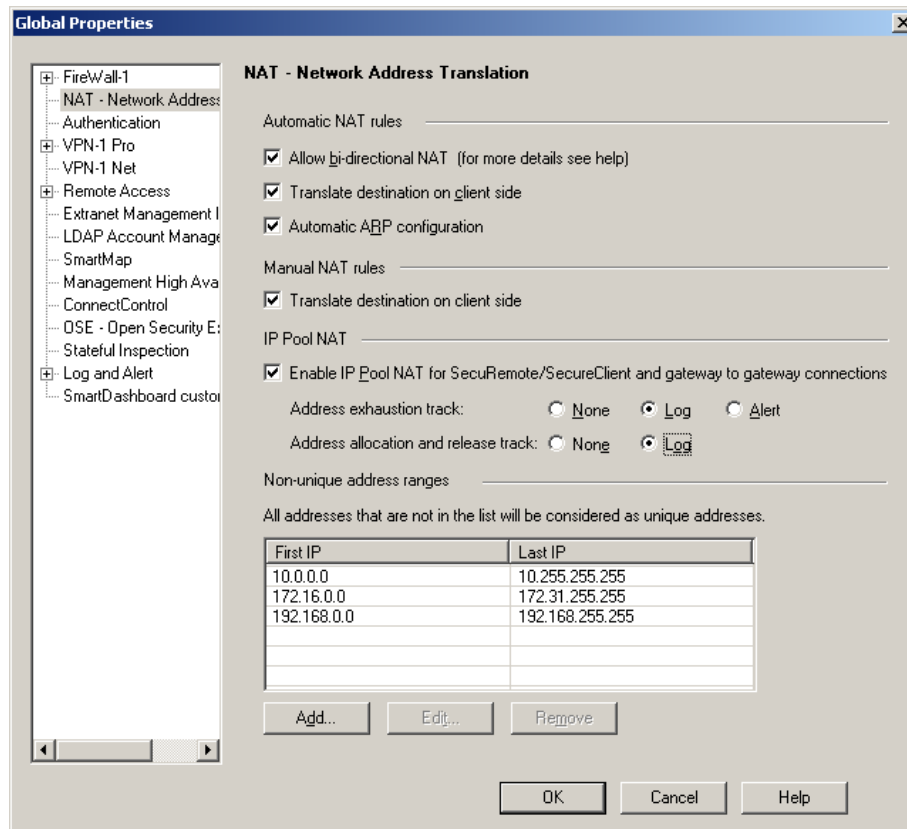 Global Properties
FireWall-1
NAT - Network Address
Authentication
VPN-1 Pro
VPN-1 Net
Remote Access
Extranet Management I
LDAP Account Manage
SmartMap
Management High Ava
ConnectControl
OSE - Open Security E
Stateful Inspection
Log and Alert
SmartDashboard custo
NAT - Network Address Translation
Automatic NAT rules
Allow bi-directional NAT (for more details see help)
Translate destination on client side
Automatic ARP configuration
Manual NAT rules
Translate destination on client side
IP Pool NAT
Enable IP Pool NAT for SecuRemote/SecureClient and gateway to gateway connections
Address exhaustion track: None Log Alert
Address allocation and release track: None Log
Non-unique address ranges
All addresses that are not in the list will be considered as unique addresses.
First IP Last IP
10.0.0.0 10.255.255.255
172.16.0.0 172.31.255.255
192.168.0.0 192.168.255.255
Add... Edit... Remove
OK Cancel Help